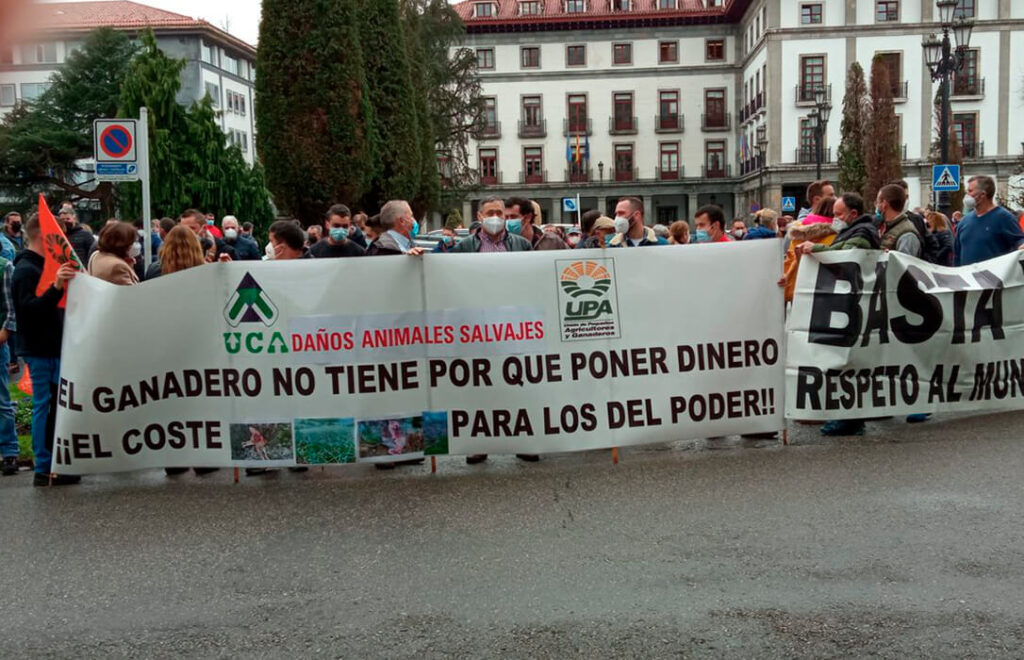 UCA
DAÑOS ANIMALES SALVAJES
UPA
Unión de Pequeños
Agricultores
y Ganaderos
EL GANADERO NO TIENE POR QUE PONER DINERO
¡¡EL COSTE PARA LOS DEL PODER!!
BASTA
RESPETO AL MUN